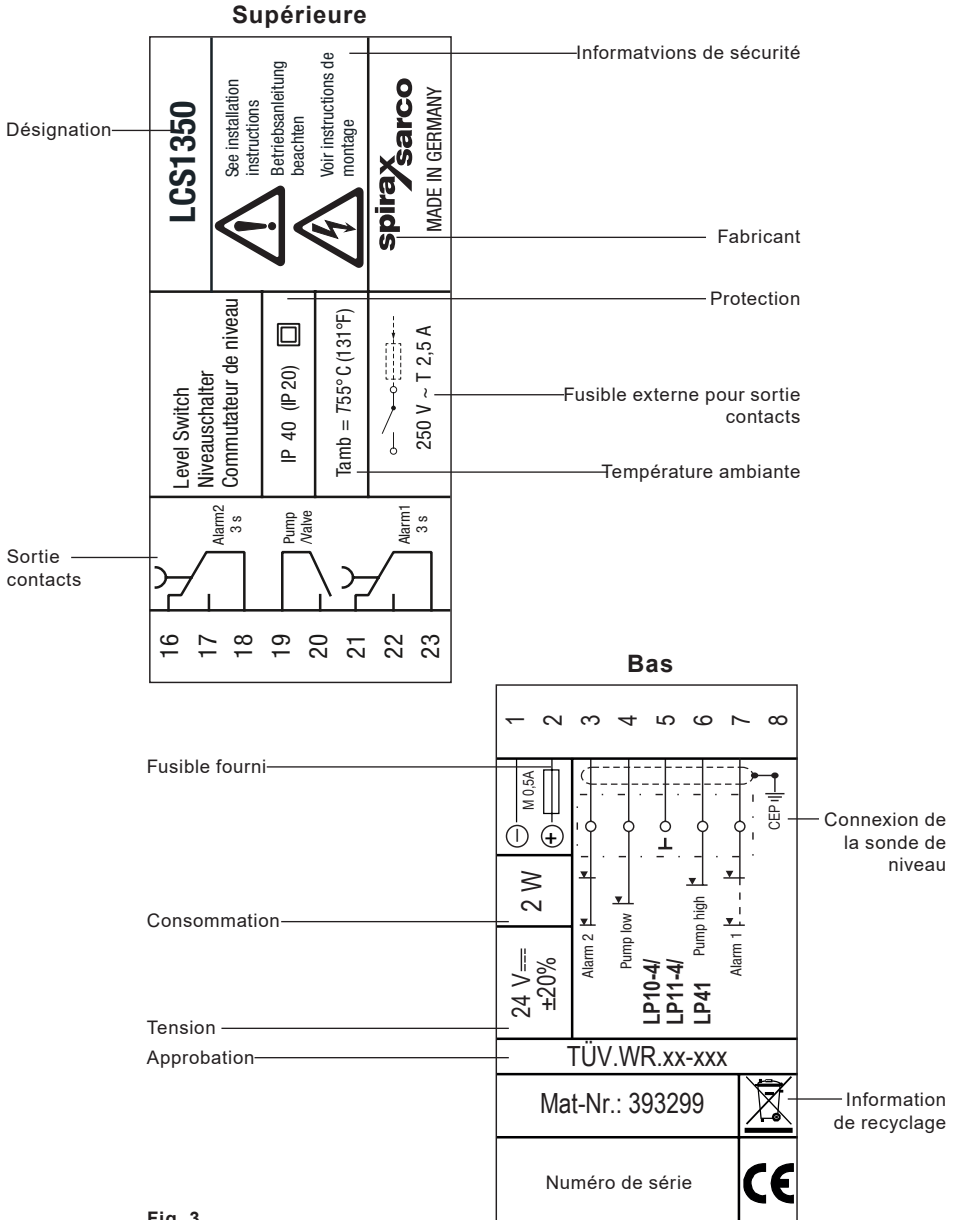 Supérieure
Désignation
Informatvions de sécurité
LCS1350
See installation
instructions
Betriebsanleitung
beachten
Voir instructions de
montage
spirax
sarco
MADE IN GERMANY
Fabricant
Protection
Level Switch
Niveauschalter
Commutateur de niveau
IP 40 (IP20)
Tamb = T55° C (131°F)
250 V ~ T 2,5 A
Fusible externe pour sortie
contacts
Température ambiante
Sortie
contacts
Alarm2
3 s
Pump
/Valve
Alarm1
3 s
16
17
18
19
20
21
22
23
Bas
1
2
3
4
5
6
7
8
Fusible fourni
M 0,5A
CEP
Connexion de
la sonde de
niveau
Consommation
2 W
Alarm 2
Pump low
Pump high
Alarm 1
LP10-4/
LP11-4/
LP41
Tension
24 V
±20%
Approbation
TÜV.WR.xx-xxx
Mat-Nr.: 393299
Information
de recyclage
Numéro de série
CE
Fig. 3